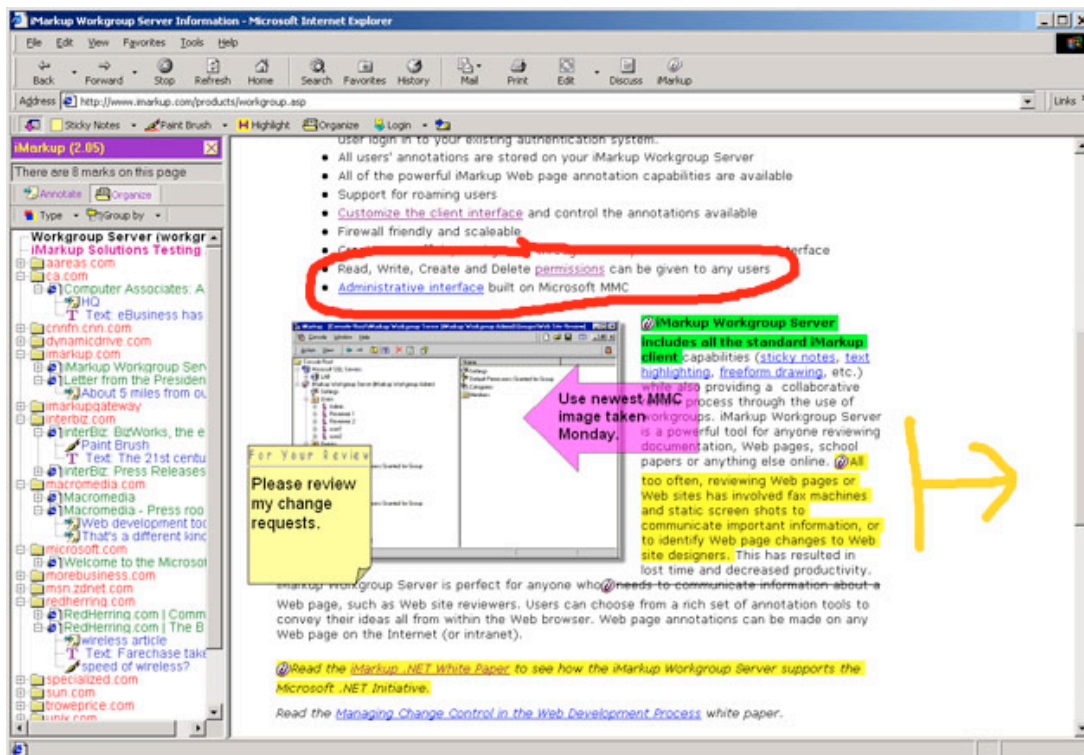 iMarkup Workgroup Server Information - Microsoft Internet Explorer
File Edit View Favorites Tools Help
Back Forward Stop Refresh Home Search Favorites History Mail Print Edit Discuss iMarkup
Address http://www.imarkup.com/products/workgroup.asp Links
Sticky Notes Paint Brush Highlight Organize Login
iMarkup (2.05)
There are 8 marks on this page
Annotate Organize
Type Group by
Workgroup Server (workgr
iMarkup Solutions Testing
aareas.com
ca.com
Computer Associates: A
HQ
Text: eBusiness has
cnnfn.cnn.com
dynamicdrive.com
imarkup.com
iMarkup Workgroup Ser
Letter from the Presiden
About 5 miles from ou
imarkupgateway
interbiz.com
interBiz: BizWorks, the e
Paint Brush
Text: The 21st centu
interBiz: Press Releases
macromedia.com
Macromedia
Macromedia - Press roo
Web development too
That's a different kind
microsoft.com
Welcome to the Microsof
morebusiness.com
msn.zdnet.com
redherring.com
RedHerring.com | Comm
RedHerring.com | The B
wireless article
Text: Farechase take
speed of wireless?
specialized.com
sun.com
troweprice.com
unix.com
user login in to your existing authentication system.
All users' annotations are stored on your iMarkup Workgroup Server
All of the powerful iMarkup Web page annotation capabilities are available
Support for roaming users
Customize the client interface and control the annotations available
Firewall friendly and scaleable
interface
Read, Write, Create and Delete permissions can be given to any users
Administrative interface built on Microsoft MMC
Console Window Help
Action View
Use newest MMC
image taken
Monday.
For Your Review
Please review
my change
requests.
iMarkup Workgroup Server
includes all the standard iMarkup
client capabilities (sticky notes, text
highlighting, freeform drawing, etc.)
while also providing a collaborative
process through the use of
workgroups. iMarkup Workgroup Server
is a powerful tool for anyone reviewing
documentation, Web pages, school
papers or anything else online. All
too often, reviewing Web pages or
Web sites has involved fax machines
and static screen shots to
communicate important information, or
to identify Web page changes to Web
site designers. This has resulted in
lost time and decreased productivity.
iMarkup Workgroup Server is perfect for anyone who needs to communicate information about a
Web page, such as Web site reviewers. Users can choose from a rich set of annotation tools to
convey their ideas all from within the Web browser. Web page annotations can be made on any
Web page on the Internet (or intranet).
Read the iMarkup .NET White Paper to see how the iMarkup Workgroup Server supports the
Microsoft .NET Initiative.
Read the Managing Change Control in the Web Development Process white paper.